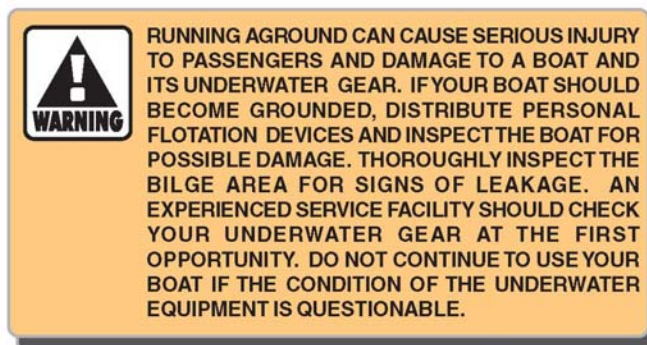 WARNING
RUNNING AGROUND CAN CAUSE SERIOUS INJURY
TO PASSENGERS AND DAMAGE TO A BOAT AND
ITS UNDERWATER GEAR. IF YOUR BOAT SHOULD
BECOME GROUNDED, DISTRIBUTE PERSONAL
FLOTATION DEVICES AND INSPECT THE BOAT FOR
POSSIBLE DAMAGE. THOROUGHLY INSPECT THE
BILGE AREA FOR SIGNS OF LEAKAGE. AN
EXPERIENCED SERVICE FACILITY SHOULD CHECK
YOUR UNDERWATER GEAR AT THE FIRST
OPPORTUNITY. DO NOT CONTINUE TO USE YOUR
BOAT IF THE CONDITION OF THE UNDERWATER
EQUIPMENT IS QUESTIONABLE.